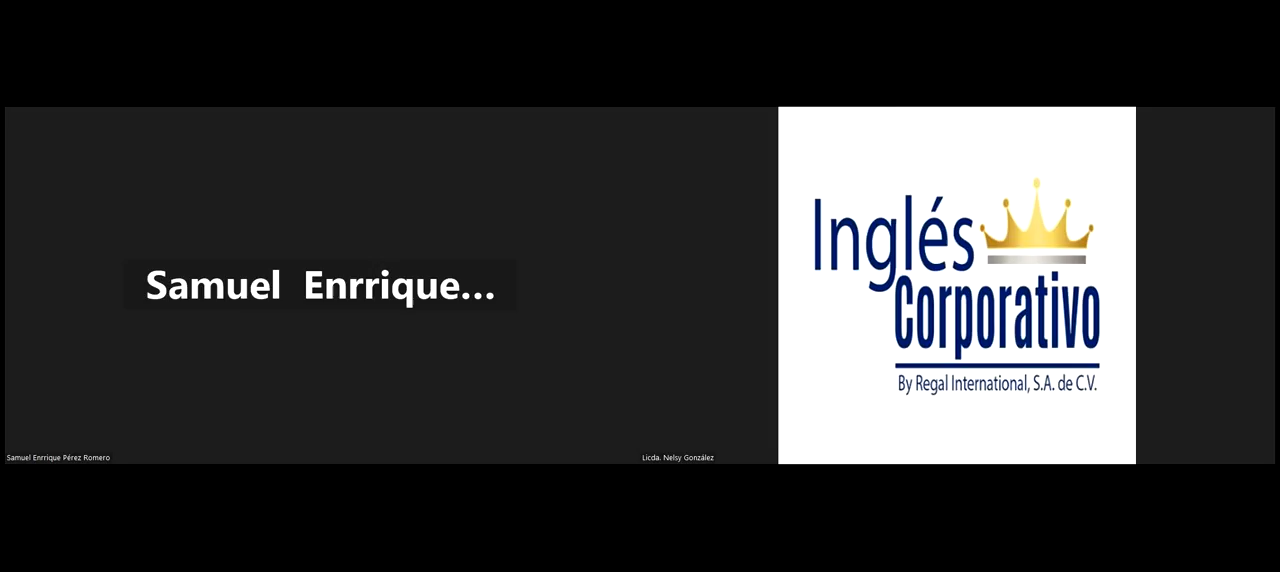 Samuel Enrrique...
Samuel Enrrique Pérez Romero
Licda. Nelsy González
Inglés
Corporativo
By Regal International, S.A. de C.V.